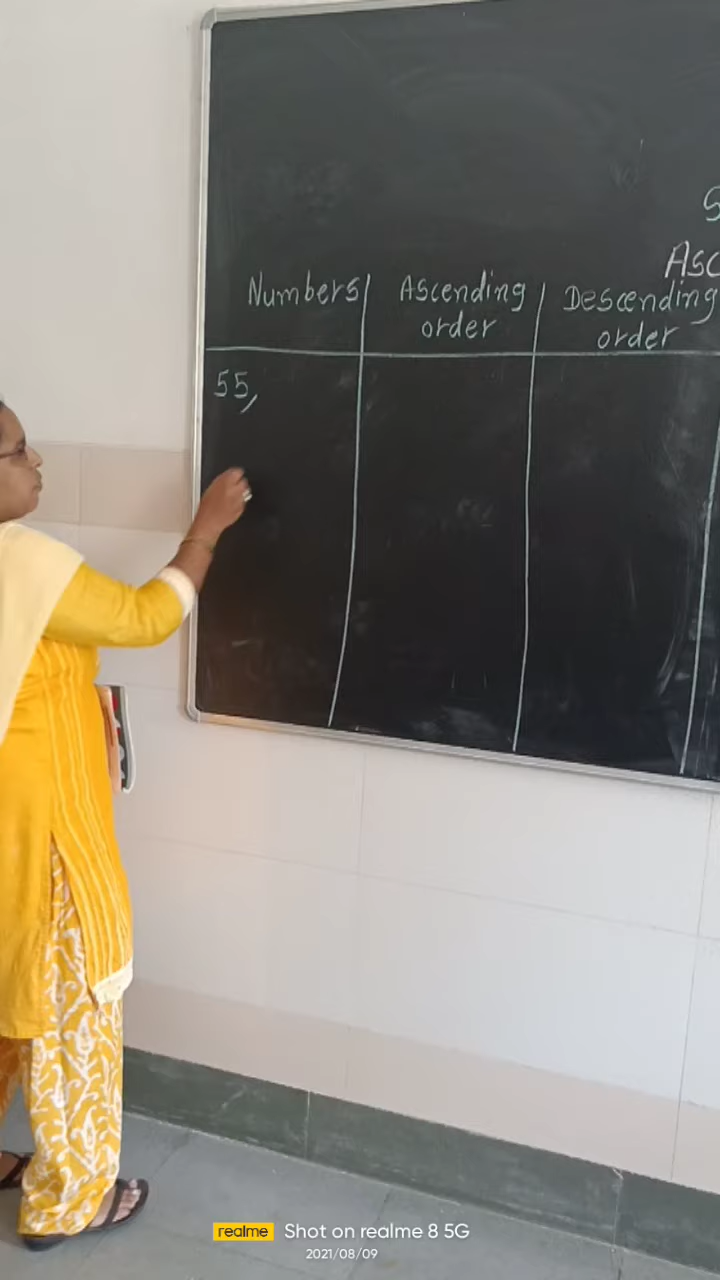 S
Asc
Numbers Ascending order Descending order
55,
realme Shot on realme 8 5G
2021/08/09